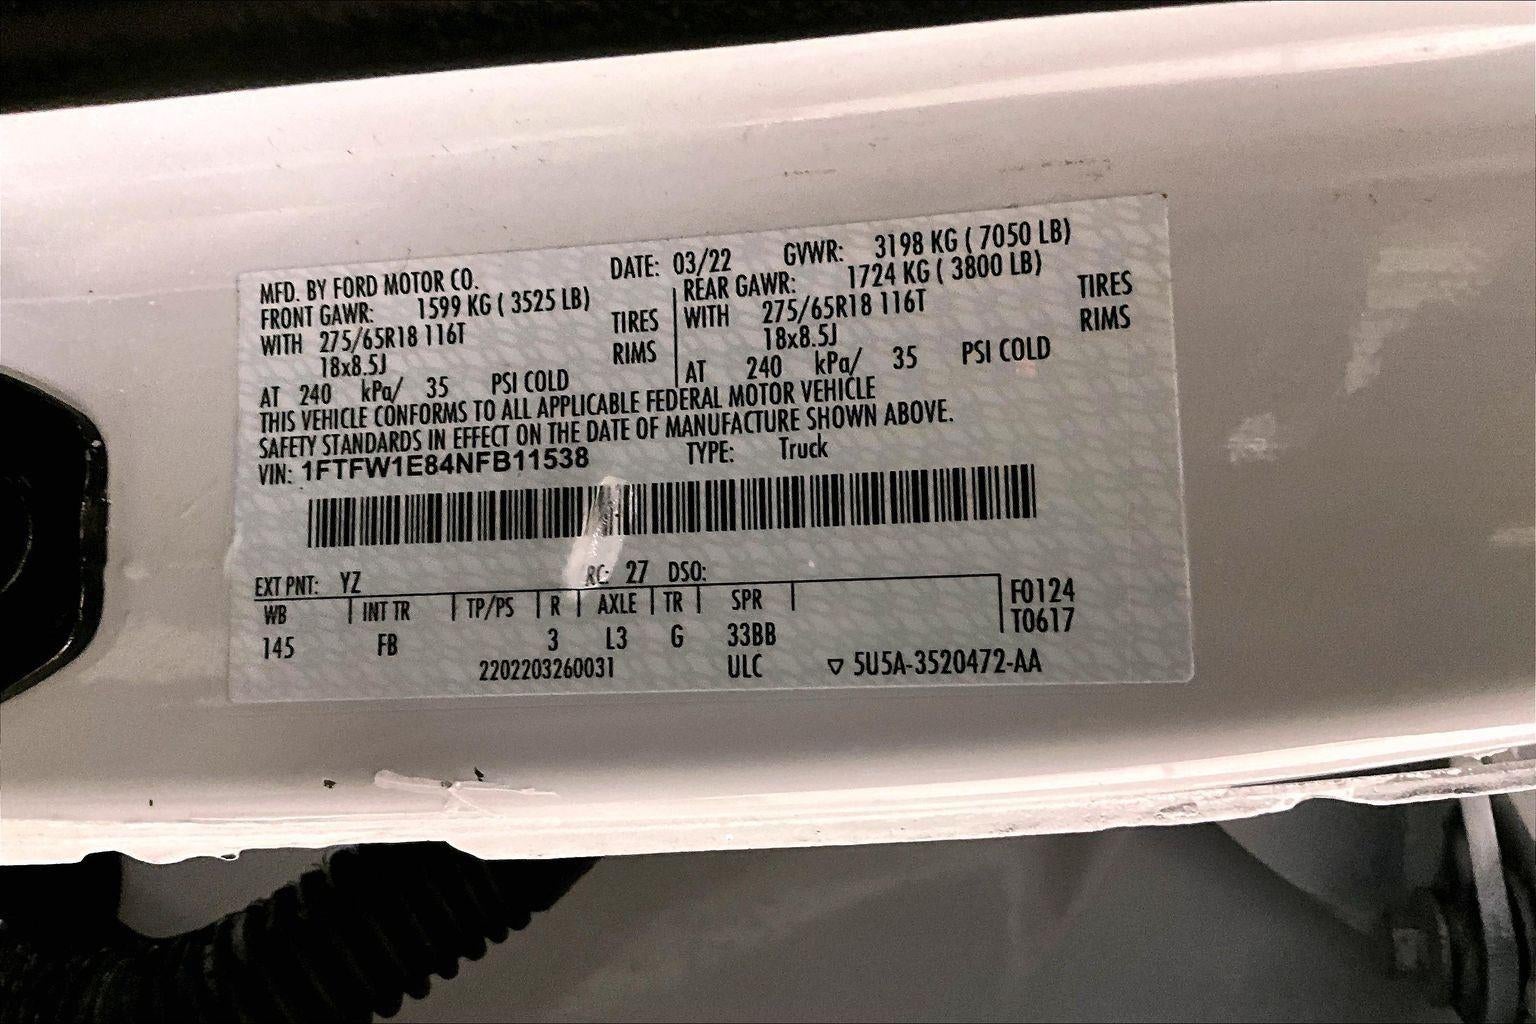 MFD. BY FORD MOTOR CO. DATE: 03/22 GVWR: 3198 KG ( 7050 LB)
FRONT GAWR: 1599 KG ( 3525 LB) REAR GAWR: 1724 KG ( 3800 LB)
WITH 275/65R18 116T TIRES WITH 275/65R18 116T TIRES
18x8.5J RIMS 18x8.5J RIMS
AT 240 kPa/ 35 PSI COLD AT 240 kPa/ 35 PSI COLD
THIS VEHICLE CONFORMS TO ALL APPLICABLE FEDERAL MOTOR VEHICLE
SAFETY STANDARDS IN EFFECT ON THE DATE OF MANUFACTURE SHOWN ABOVE.
VIN: 1FTFW1E84NFB11538 TYPE: Truck
EXT PNT: YZ RC: 27 DSO:
WB INT TR TP/PS R AXLE TR SPR F0124
145 FB 3 L3 G 33BB T0617
2202203260031 ULC ▽ 5U5A-3520472-AA